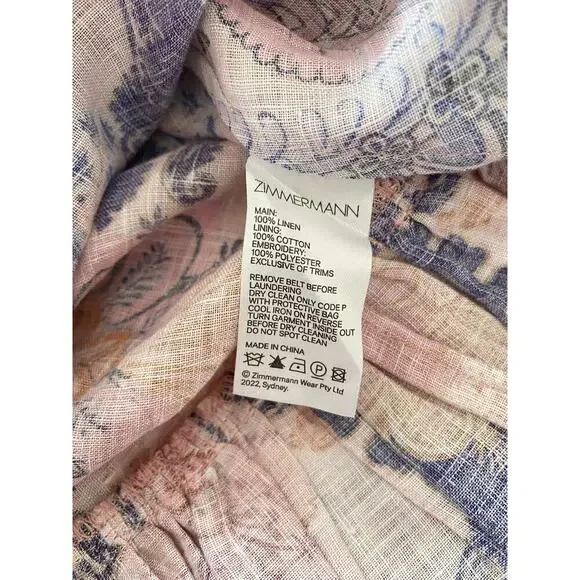 ZIMMERMANN
MAIN:
100% LINEN
LINING:
100% COTTON
EMBROIDERY:
100% POLYESTER
EXCLUSIVE OF TRIMS
REMOVE BELT BEFORE
LAUNDERING
DRY CLEAN ONLY CODE P
WITH PROTECTIVE BAG
COOL IRON ON REVERSE
TURN GARMENT INSIDE OUT
BEFORE DRY CLEANING
DO NOT SPOT CLEAN
MADE IN CHINA
P
© Zimmermann Wear Pty Ltd
2022, Sydney.